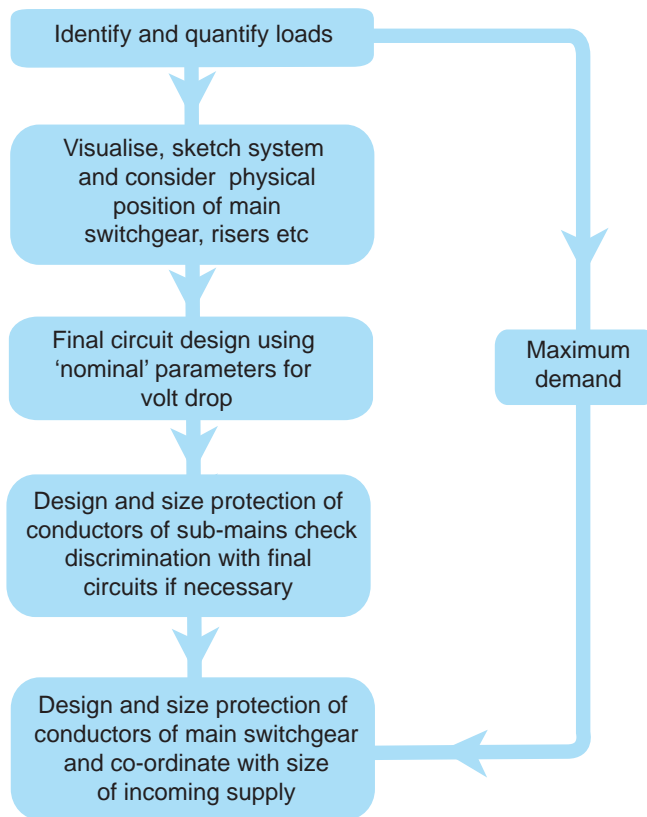 Identify and quantify loads
Visualise, sketch system
and consider physical
position of main
switchgear, risers etc
Final circuit design using
‘nominal’ parameters for
volt drop
Maximum
demand
Design and size protection of
conductors of sub-mains check
discrimination with final
circuits if necessary
Design and size protection of
conductors of main switchgear
and co-ordinate with size
of incoming supply